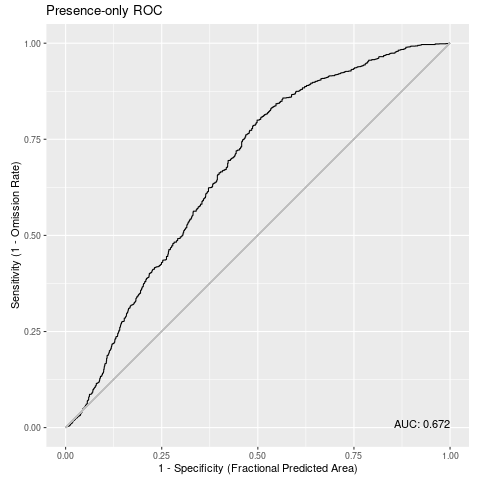 Presence-only ROC
1.00
0.75
0.50
0.25
0.00
Sensitivity (1 - Omission Rate)
AUC: 0.672
0.00 0.25 0.50 0.75 1.00
1 - Specificity (Fractional Predicted Area)